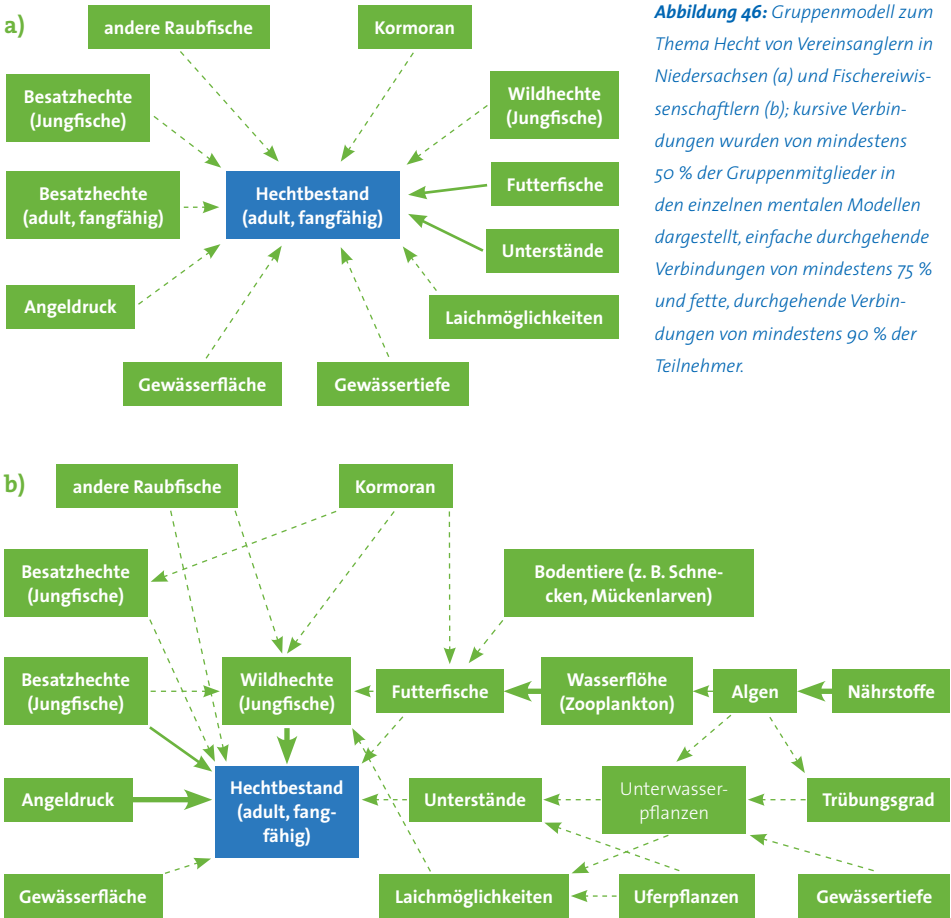 a)
andere Raubfische
Kormoran
Besatzhechte
(Jungfische)
Wildhechte
(Jungfische)
Besatzhechte
(adult, fangfähig)
Hechtbestand
(adult, fangfähig)
Futterfische
Unterstände
Angeldruck
Laichmöglichkeiten
Gewässerfläche
Gewässertiefe
Abbildung 46: Gruppenmodell zum
Thema Hecht von Vereinsanglern in
Niedersachsen (a) und Fischereiwis-
senschaftlern (b); kursive Verbin-
dungen wurden von mindestens
50 % der Gruppenmitglieder in
den einzelnen mentalen Modellen
dargestellt, einfache durchgehende
Verbindungen von mindestens 75 %
und fette, durchgehende Verbin-
dungen von mindestens 90 % der
Teilnehmer.
b)
andere Raubfische
Kormoran
Besatzhechte
(Jungfische)
Bodentiere (z. B. Schne-
cken, Mückenlarven)
Besatzhechte
(Jungfische)
Wildhechte
(Jungfische)
Futterfische
Wasserflöhe
(Zooplankton)
Algen
Nährstoffe
Angeldruck
Hechtbestand
(adult, fang-
fähig)
Unterstände
Unterwasser-
pflanzen
Trübungsgrad
Gewässerfläche
Laichmöglichkeiten
Uferpflanzen
Gewässertiefe